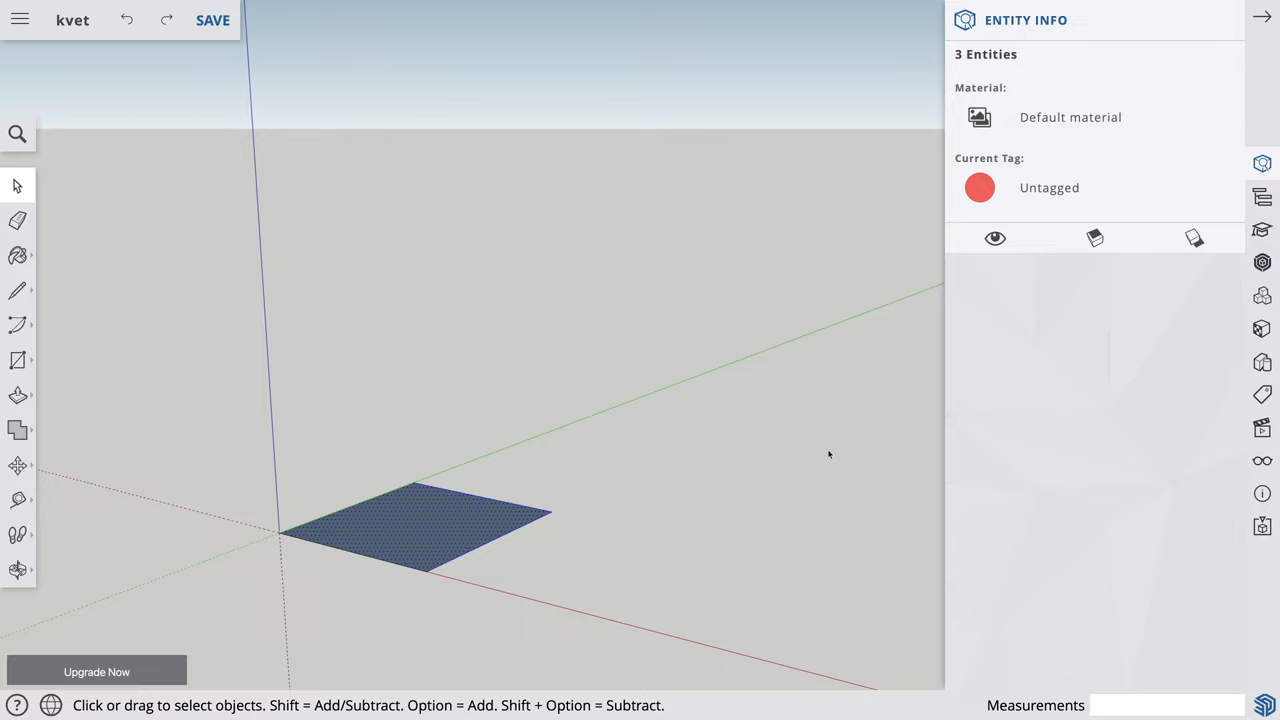 kvet
SAVE
ENTITY INFO
3 Entities
Material:
Default material
Current Tag:
Untagged
Upgrade Now
? Click or drag to select objects. Shift = Add/Subtract. Option = Add. Shift + Option = Subtract.
Measurements